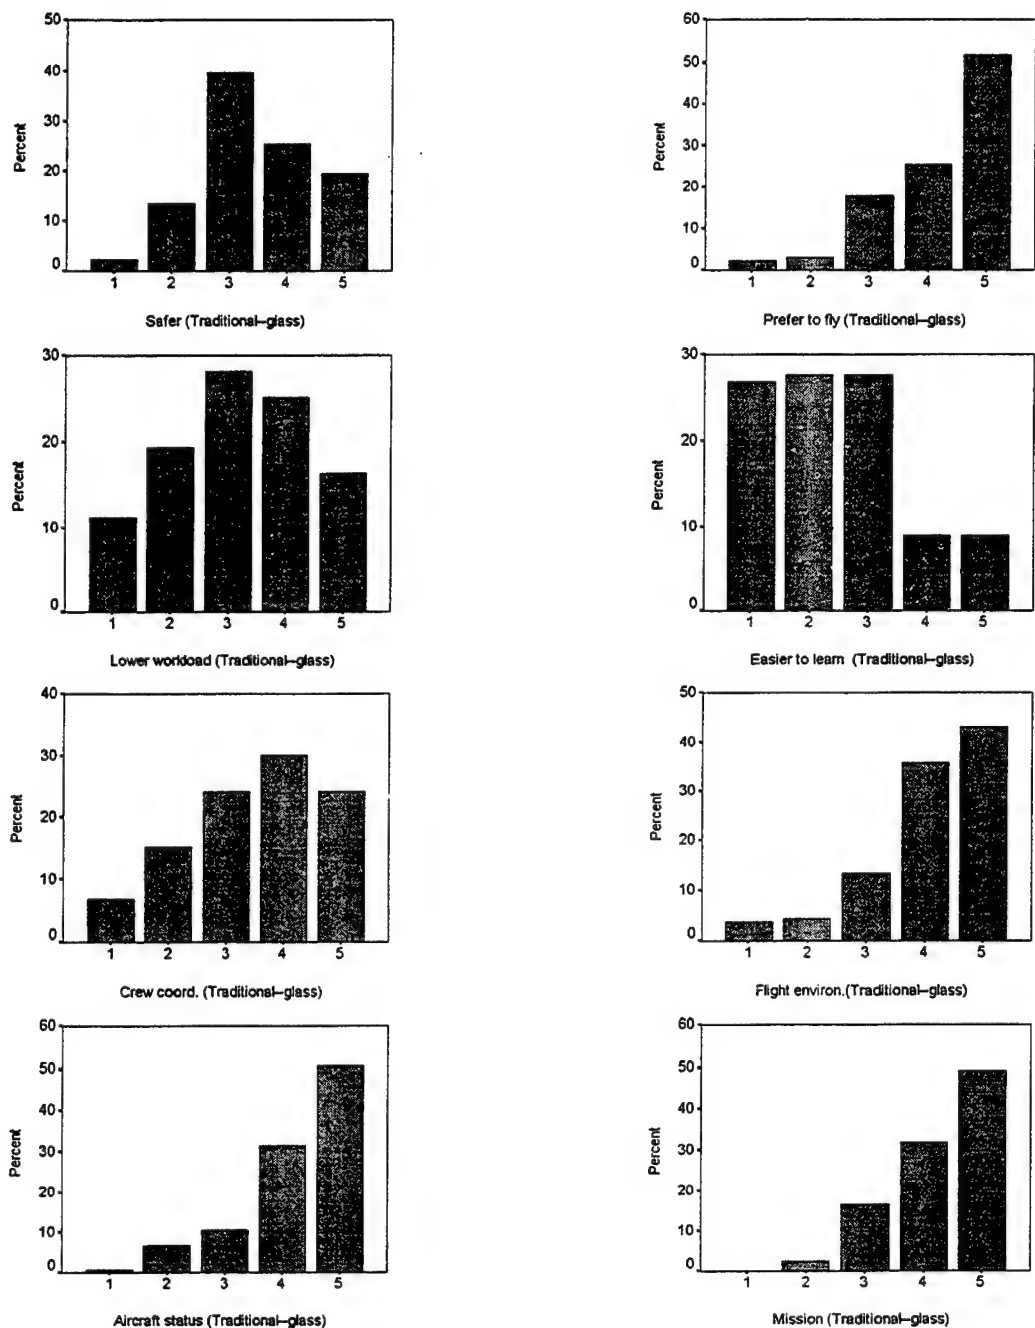 50
40
30
20
10
0
Percent
1 2 3 4 5
Safer (Traditional–glass)
60
50
40
30
20
10
0
Percent
1 2 3 4 5
Prefer to fly (Traditional–glass)
30
20
10
0
Percent
1 2 3 4 5
Lower workload (Traditional–glass)
30
20
10
0
Percent
1 2 3 4 5
Easier to learn (Traditional–glass)
40
30
20
10
0
Percent
1 2 3 4 5
Crew coord. (Traditional–glass)
50
40
30
20
10
0
Percent
1 2 3 4 5
Flight environ.(Traditional–glass)
60
50
40
30
20
10
0
Percent
1 2 3 4 5
Aircraft status (Traditional–glass)
60
50
40
30
20
10
0
Percent
1 2 3 4 5
Mission (Traditional–glass)